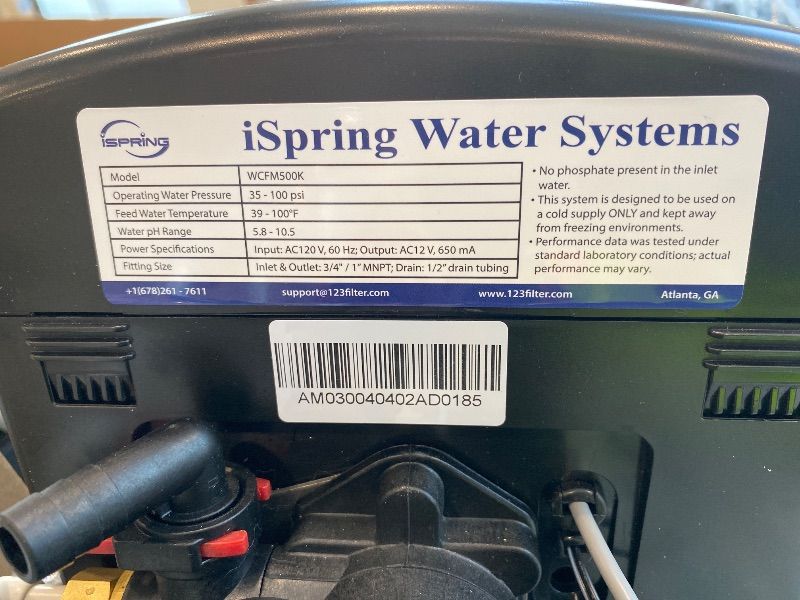 iSPRING
iSpring Water Systems
Model WCFM500K
Operating Water Pressure 35 - 100 psi
Feed Water Temperature 39 - 100°F
Water pH Range 5.8 - 10.5
Power Specifications Input: AC120 V, 60 Hz; Output: AC12 V, 650 mA
Fitting Size Inlet & Outlet: 3/4" / 1" MNPT; Drain: 1/2" drain tubing
• No phosphate present in the inlet
water.
• This system is designed to be used on
a cold supply ONLY and kept away
from freezing environments.
• Performance data was tested under
standard laboratory conditions; actual
performance may vary.
+1(678)261 - 7611 support@123filter.com www.123filter.com Atlanta, GA
AM030040402AD0185